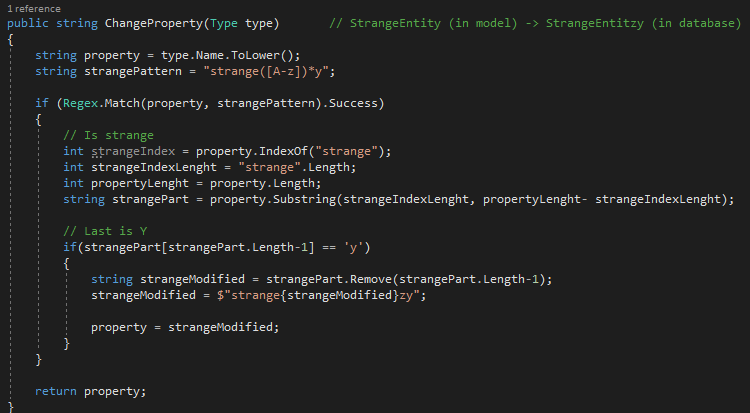 1 reference
public string ChangeProperty(Type type)        // StrangeEntity (in model) -> StrangeEntitzy (in database)
{
    string property = type.Name.ToLower();
    string strangePattern = "strange([A-z])*y";

    if (Regex.Match(property, strangePattern).Success)
    {
        // Is strange
        int strangeIndex = property.IndexOf("strange");
        int strangeIndexLenght = "strange".Length;
        int propertyLenght = property.Length;
        string strangePart = property.Substring(strangeIndexLenght, propertyLenght- strangeIndexLenght);

        // Last is Y
        if(strangePart[strangePart.Length-1] == 'y')
        {
            string strangeModified = strangePart.Remove(strangePart.Length-1);
            strangeModified = $"strange{strangeModified}zy";

            property = strangeModified;
        }
    }

    return property;
}